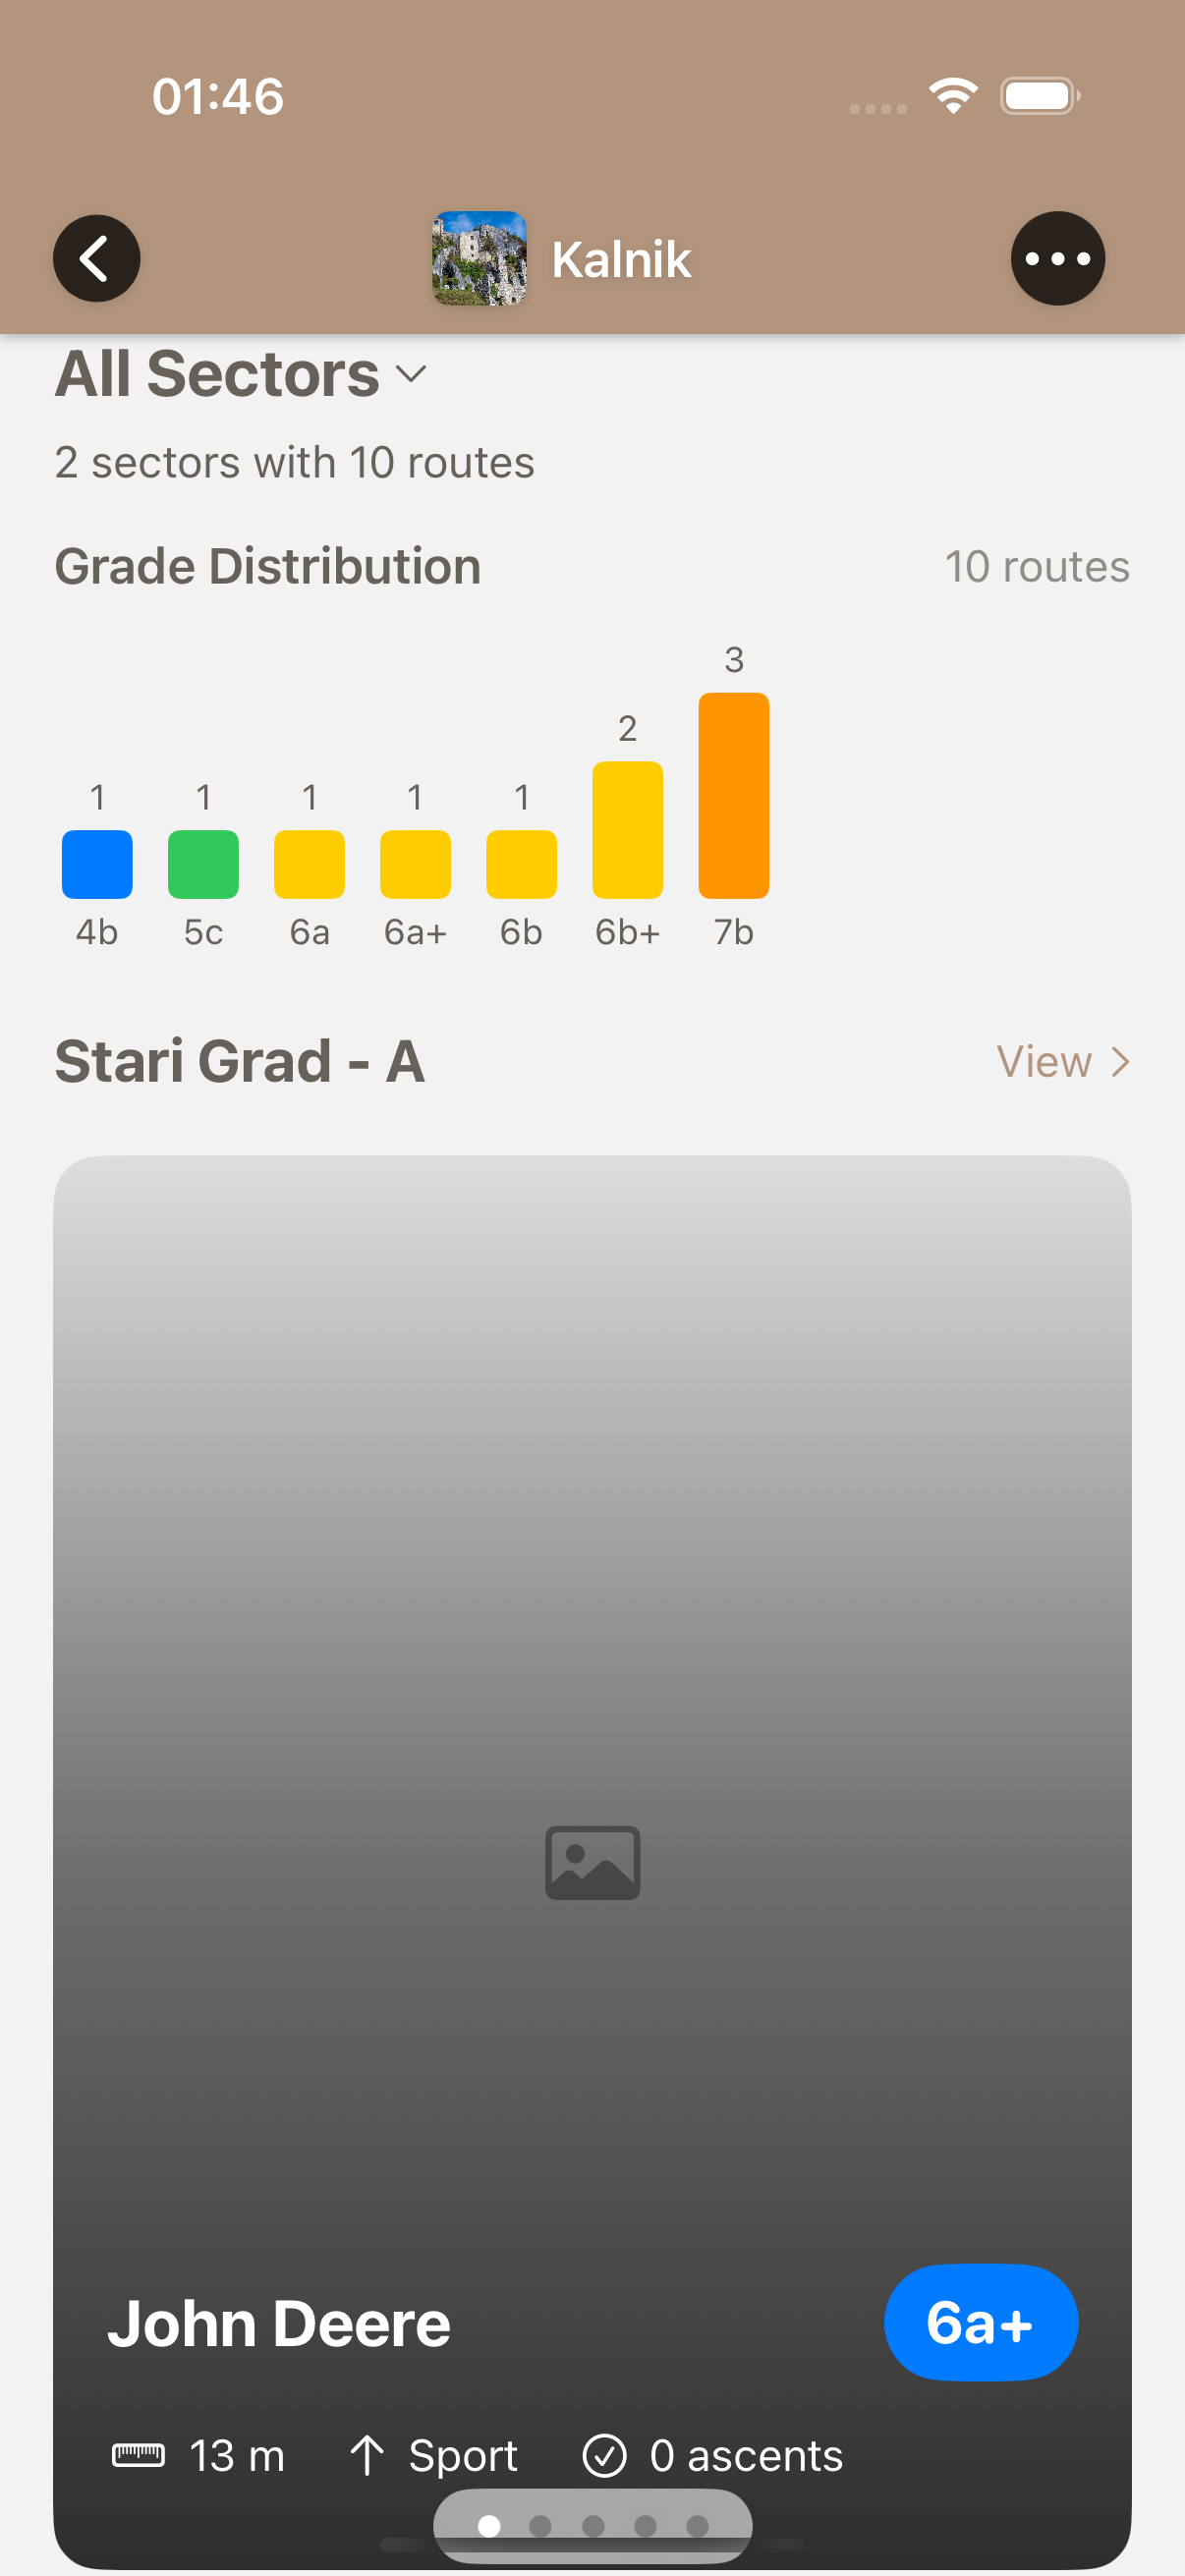 01:46
Kalnik
All Sectors
2 sectors with 10 routes
Grade Distribution 10 routes
1 1 1 1 1 2 3
4b 5c 6a 6a+ 6b 6b+ 7b
Stari Grad - A View
John Deere 6a+
13 m Sport 0 ascents